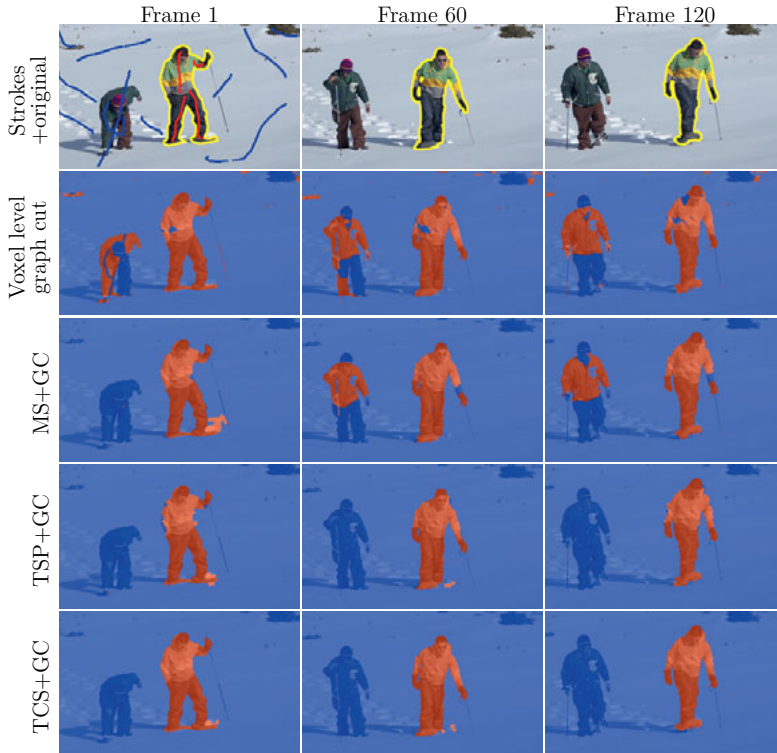 Frame 1
Frame 60
Frame 120
Strokes
+original
Voxel level
graph cut
MS+GC
TSP+GC
TCS+GC